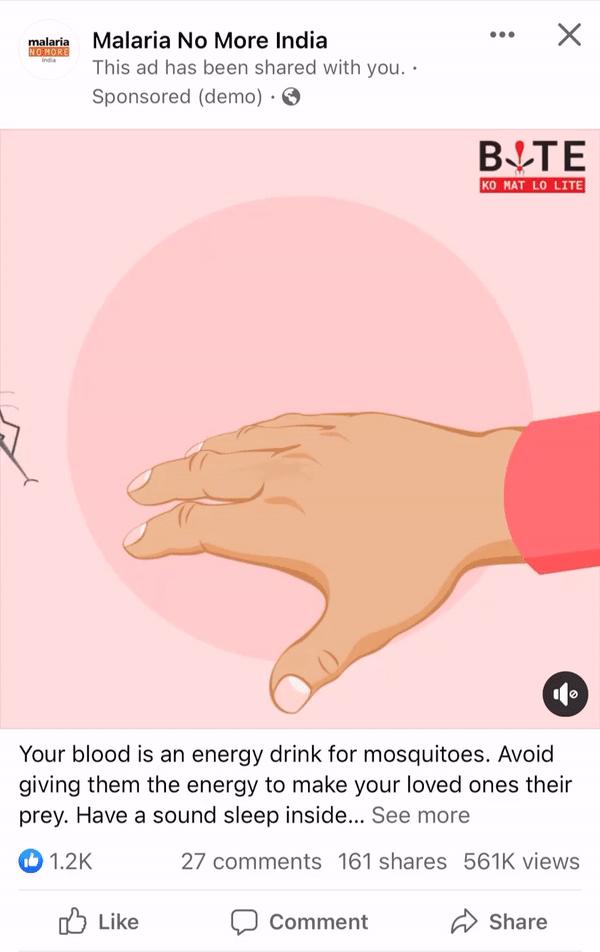 malaria
NO MORE
India
Malaria No More India
This ad has been shared with you. ·
Sponsored (demo) ·
B!TE
KO MAT LO LITE
Your blood is an energy drink for mosquitoes. Avoid
giving them the energy to make your loved ones their
prey. Have a sound sleep inside... See more
1.2K 27 comments 161 shares 561K views
Like Comment Share